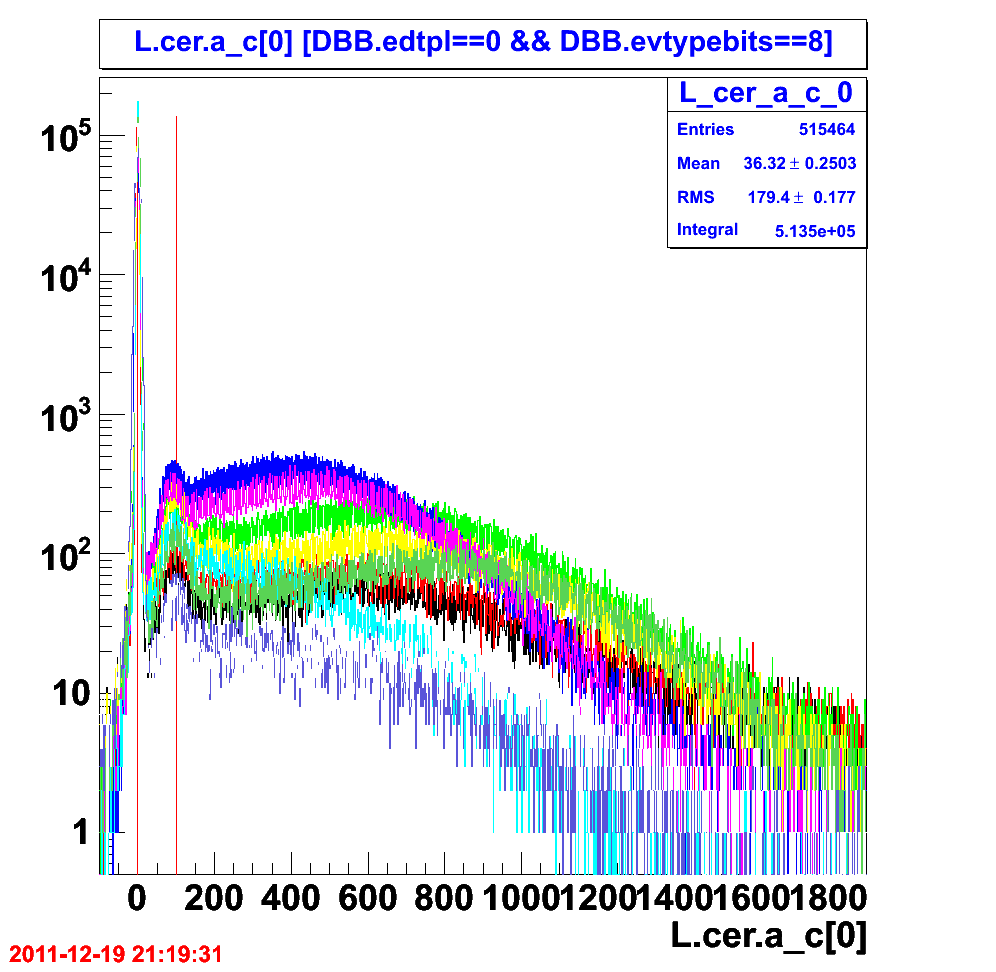 L.cer.a_c[0] [DBB.edtpl==0 && DBB.evtypebits==8]
L_cer_a_c_0
Entries 515464
Mean 36.32 ± 0.2503
RMS 179.4 ± 0.177
Integral 5.135e+05
10^5
10^4
10^3
10^2
10
1
0 200 400 600 800 1000 1200 1400 1600 1800
L.cer.a_c[0]
2011-12-19 21:19:31